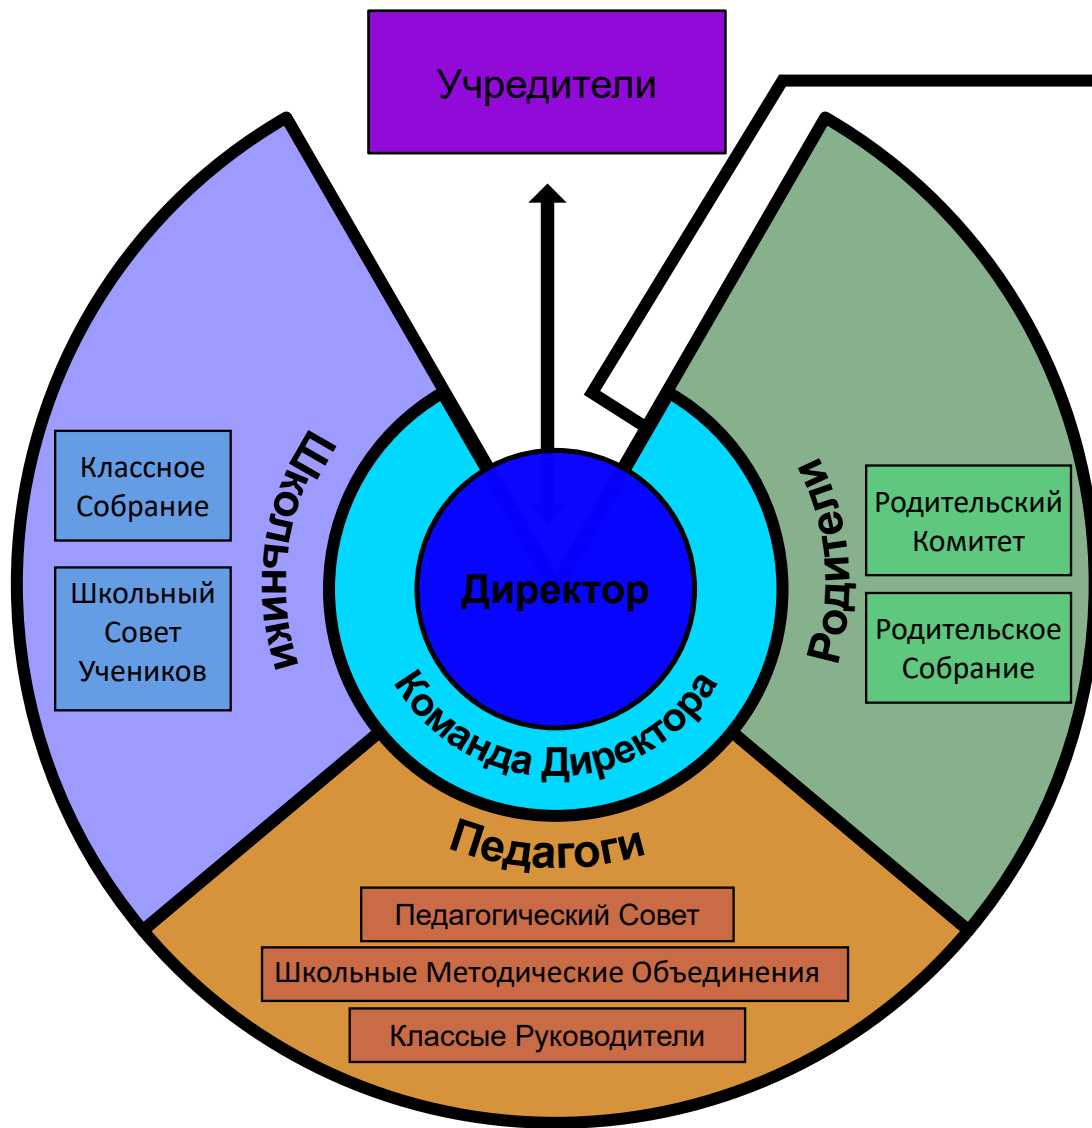 Учредители
Школьники
Классное
Собрание
Школьный
Совет
Учеников
Директор
Команда Директора
Родители
Родительский
Комитет
Родительское
Собрание
Педагоги
Педагогический Совет
Школьные Методические Объединения
Классые Руководители